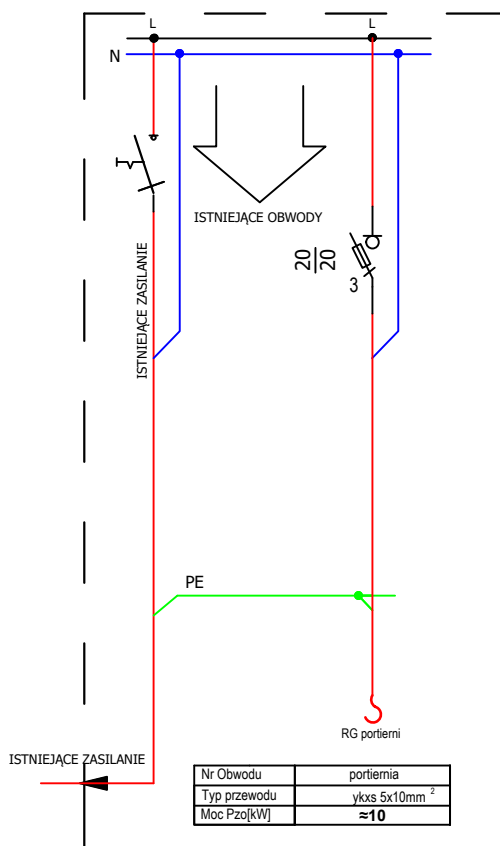 L
L
N
ISTNIEJĄCE OBWODY
20
20
3
ISTNIEJĄCE ZASILANIE
PE
RG portierni
ISTNIEJĄCE ZASILANIE
Nr Obwodu portiernia
Typ przewodu ykxs 5x10mm ²
Moc Pzo[kW] ≈10